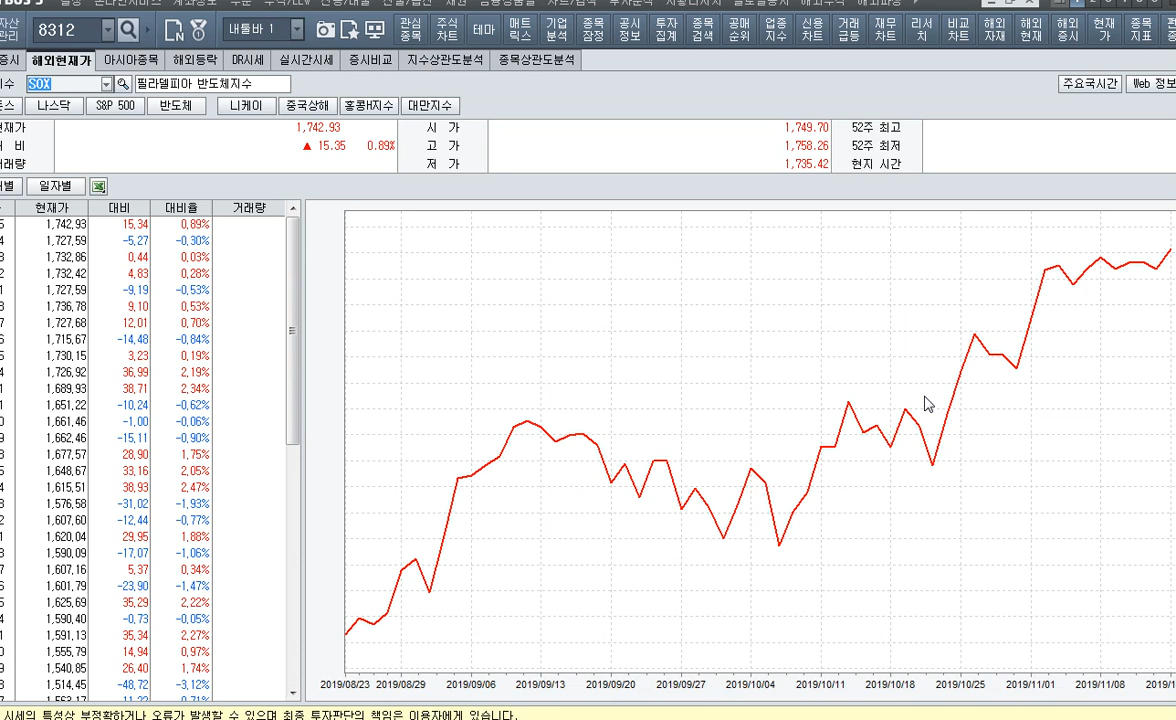 자산 관리 8312 내툴바 1 관심 종목 주식 차트 테마 매트 릭스 기업 분석 종목 잠정 공시 정보 투자 집계 종목 검색 공매 순위 업종 지수 신용 차트 거래 급등 재무 차트 리서 치 비교 차트 해외 자재 해외 현재 해외 증시 현재 가 종목 지표
증시 해외현재가 아시아종목 해외등락 DR시세 실시간시세 증시비교 지수상관도분석 종목상관도분석
SOX 필라델피아 반도체지수 주요국시간 Web 정보
나스닥 S&P 500 반도체 니케이 중국상해 홍콩H지수 대만지수
현재가 1,742.93 시 가 1,749.70 52주 최고
비 ▲ 15.35 0.89% 고 가 1,758.26 52주 최저
거래량 저 가 1,735.42 현지 시간
일자별
현재가 대비 대비율 거래량
1,742.93 15.34 0.89%
1,727.59 -5.27 -0.30%
1,732.86 0.44 0.03%
1,732.42 4.83 0.28%
1,727.59 -9.19 -0.53%
1,736.78 9.10 0.53%
1,727.68 12.01 0.70%
1,715.67 -14.48 -0.84%
1,730.15 3.23 0.19%
1,726.92 36.99 2.19%
1,689.93 38.71 2.34%
1,651.22 -10.24 -0.62%
1,661.46 -1.00 -0.06%
1,662.46 -15.11 -0.90%
1,677.57 28.90 1.75%
1,648.67 33.16 2.05%
1,615.51 38.93 2.47%
1,576.58 -31.02 -1.93%
1,607.60 -12.44 -0.77%
1,620.04 29.95 1.88%
1,590.09 -17.07 -1.06%
1,607.16 5.37 0.34%
1,601.79 -23.90 -1.47%
1,625.69 35.29 2.22%
1,590.40 -0.73 -0.05%
1,591.13 35.34 2.27%
1,555.79 14.94 0.97%
1,540.85 26.40 1.74%
1,514.45 -48.72 -3.12%
2019/08/23 2019/08/29 2019/09/06 2019/09/13 2019/09/20 2019/09/27 2019/10/04 2019/10/11 2019/10/18 2019/10/25 2019/11/01 2019/11/08
시세의 특성상 부정확하거나 오류가 발생할 수 있으며 최종 투자판단의 책임은 이용자에게 있습니다.